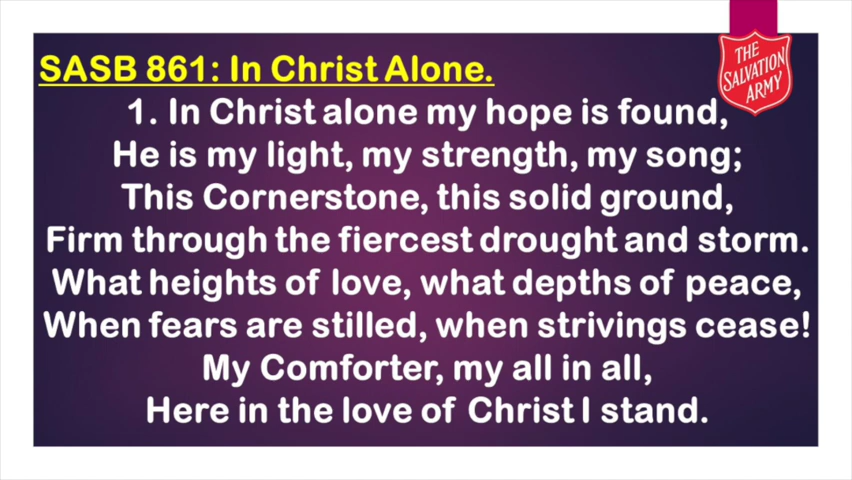 SASB 861: In Christ Alone.
THE
SALVATION
ARMY
1. In Christ alone my hope is found,
He is my light, my strength, my song;
This Cornerstone, this solid ground,
Firm through the fiercest drought and storm.
What heights of love, what depths of peace,
When fears are stilled, when strivings cease!
My Comforter, my all in all,
Here in the love of Christ I stand.